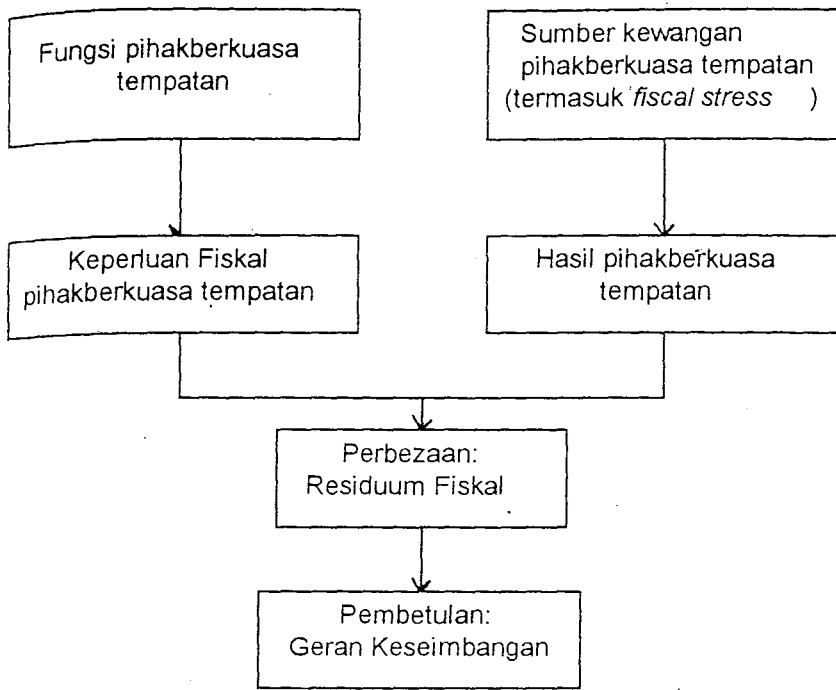 Fungsi pihakberkuasa
tempatan
Sumber kewangan
pihakberkuasa tempatan
(termasuk fiscal stress )
Keperluan Fiskal
pihakberkuasa tempatan
Hasil pihakberkuasa
tempatan
Perbezaan:
Residuum Fiskal
Pembetulan:
Geran Keseimbangan